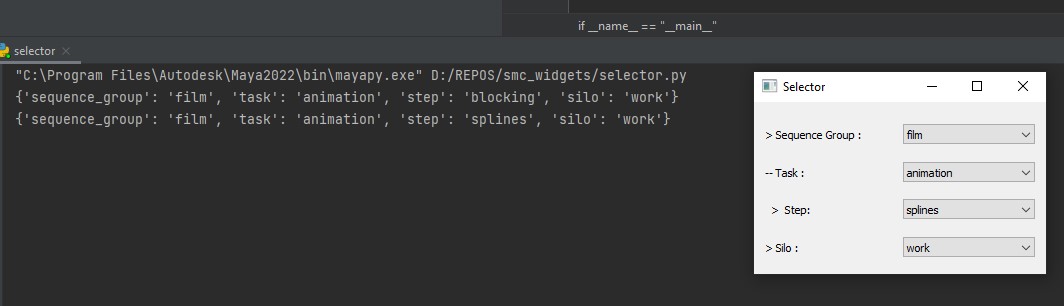 if __name__ == "__main__"
selector
"C:\Program Files\Autodesk\Maya2022\bin\mayapy.exe" D:/REPOS/smc_widgets/selector.py
{'sequence_group': 'film', 'task': 'animation', 'step': 'blocking', 'silo': 'work'}
{'sequence_group': 'film', 'task': 'animation', 'step': 'splines', 'silo': 'work'}
Selector
> Sequence Group : film
-- Task : animation
> Step: splines
> Silo : work